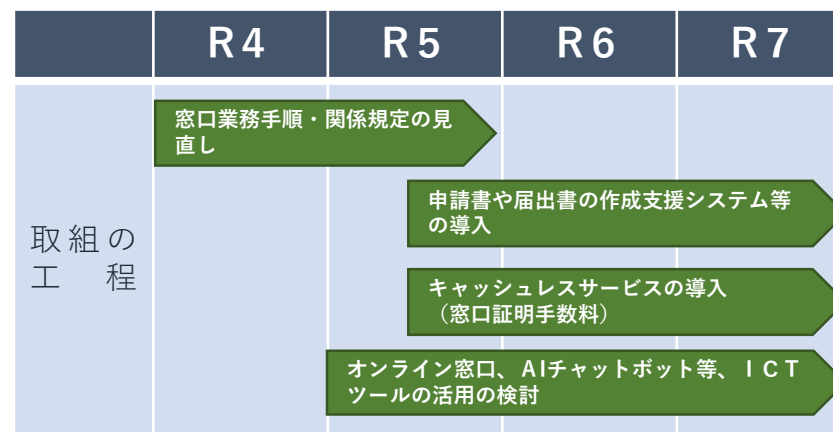 R4 R5 R6 R7
取組の
工 程
窓口業務手順・関係規定の見
直し
申請書や届出書の作成支援システム等
の導入
キャッシュレスサービスの導入
（窓口証明手数料）
オンライン窓口、AIチャットボット等、ＩＣＴ
ツールの活用の検討